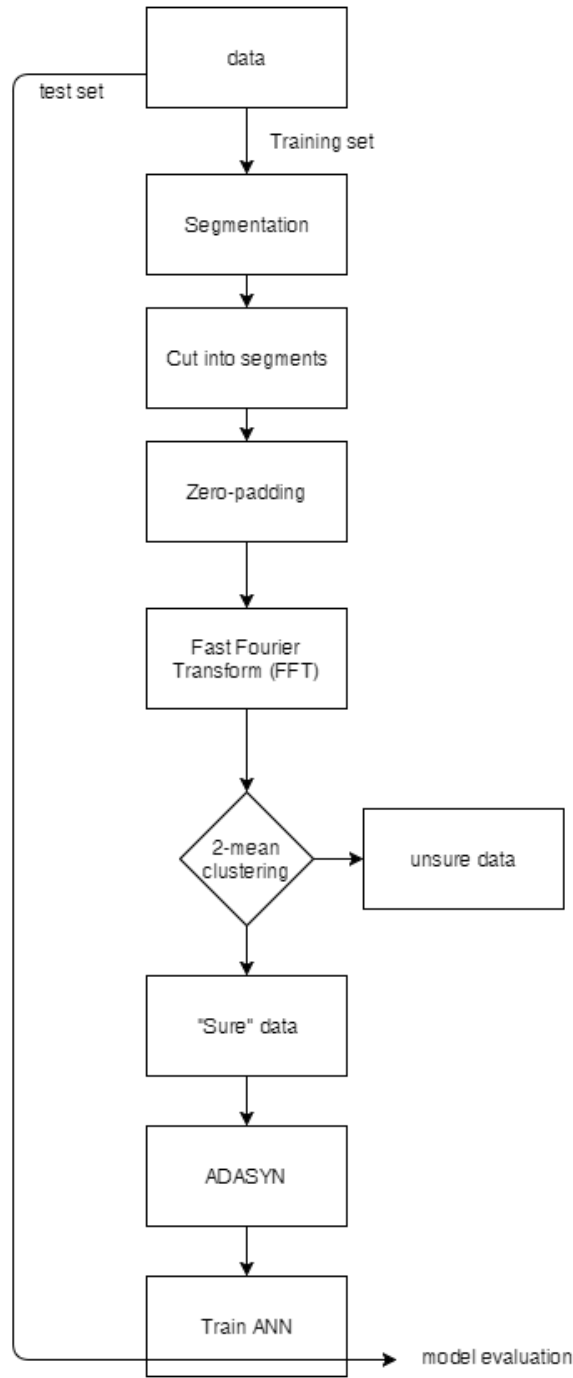 data
test set
Training set
Segmentation
Cut into segments
Zero-padding
Fast Fourier
Transform (FFT)
2-mean
clustering
unsure data
"Sure" data
ADASYN
Train ANN
model evaluation